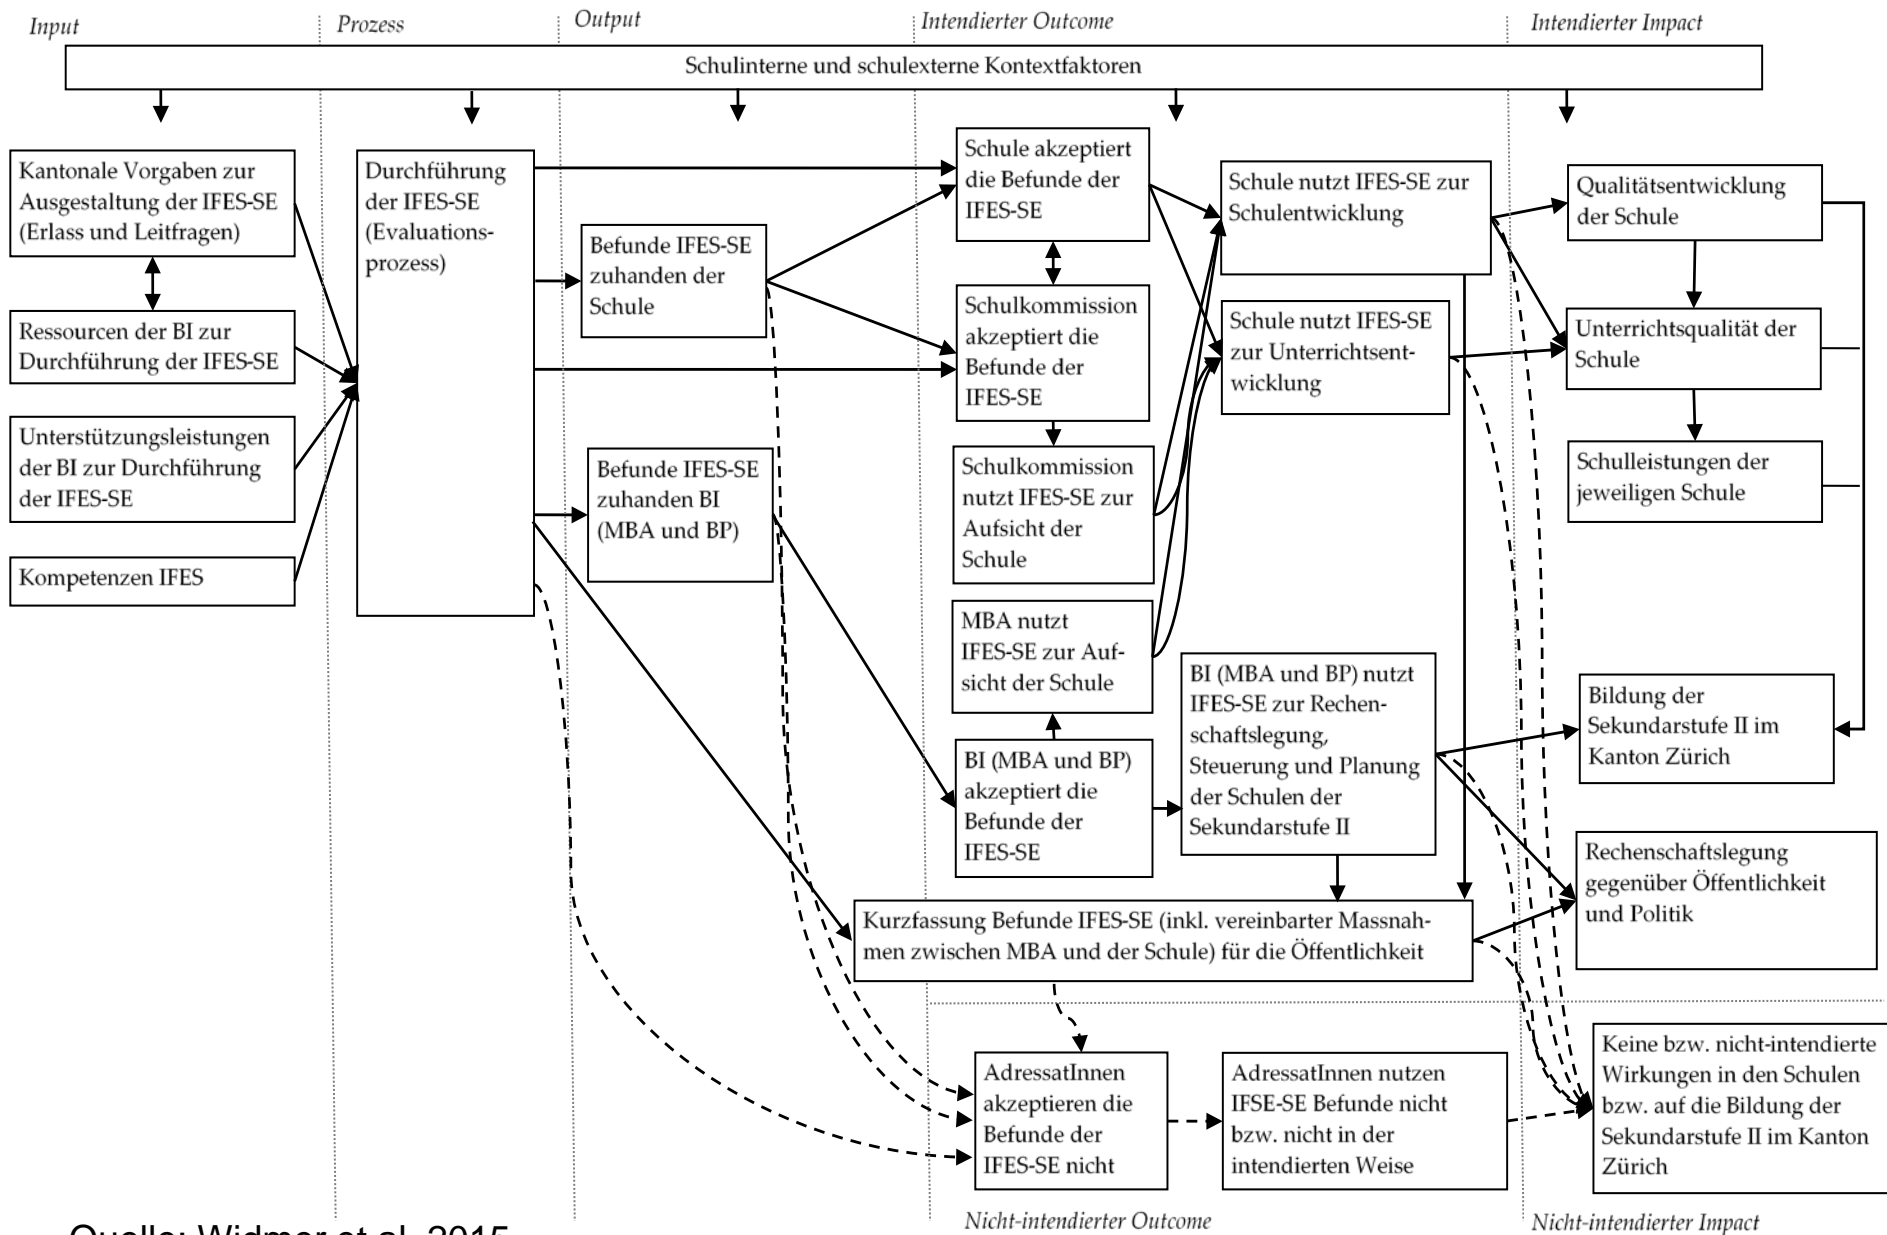 Input
Prozess
Output
Intendierter Outcome
Intendierter Impact
Schulinterne und schulexterne Kontextfaktoren
Kantonale Vorgaben zur
Ausgestaltung der IFES-SE
(Erlass und Leitfragen)
Ressourcen der BI zur
Durchführung der IFES-SE
Unterstützungsleistungen
der BI zur Durchführung
der IFES-SE
Kompetenzen IFES
Durchführung
der IFES-SE
(Evaluations-
prozess)
Befunde IFES-SE
zuhanden der
Schule
Befunde IFES-SE
zuhanden BI
(MBA und BP)
Schule akzeptiert
die Befunde der
IFES-SE
Schulkommission
akzeptiert die
Befunde der
IFES-SE
Schulkommission
nutzt IFES-SE zur
Aufsicht der
Schule
MBA nutzt
IFES-SE zur Auf-
sicht der Schule
BI (MBA und BP)
akzeptiert die
Befunde der
IFES-SE
Schule nutzt IFES-SE zur
Schulentwicklung
Schule nutzt IFES-SE
zur Unterrichtsent-
wicklung
BI (MBA und BP) nutzt
IFES-SE zur Rechen-
schaftslegung,
Steuerung und Planung
der Schulen der
Sekundarstufe II
Kurzfassung Befunde IFES-SE (inkl. vereinbarter Massnah-
men zwischen MBA und der Schule) für die Öffentlichkeit
Qualitätsentwicklung
der Schule
Unterrichtsqualität der
Schule
Schulleistungen der
jeweiligen Schule
Bildung der
Sekundarstufe II im
Kanton Zürich
Rechenschaftslegung
gegenüber Öffentlichkeit
und Politik
AdressatInnen
akzeptieren die
Befunde der
IFES-SE nicht
AdressatInnen nutzen
IFSE-SE Befunde nicht
bzw. nicht in der
intendierten Weise
Keine bzw. nicht-intendierte
Wirkungen in den Schulen
bzw. auf die Bildung der
Sekundarstufe II im Kanton
Zürich
Nicht-intendierter Outcome
Nicht-intendierter Impact
Quelle: Widmer et al. 2015